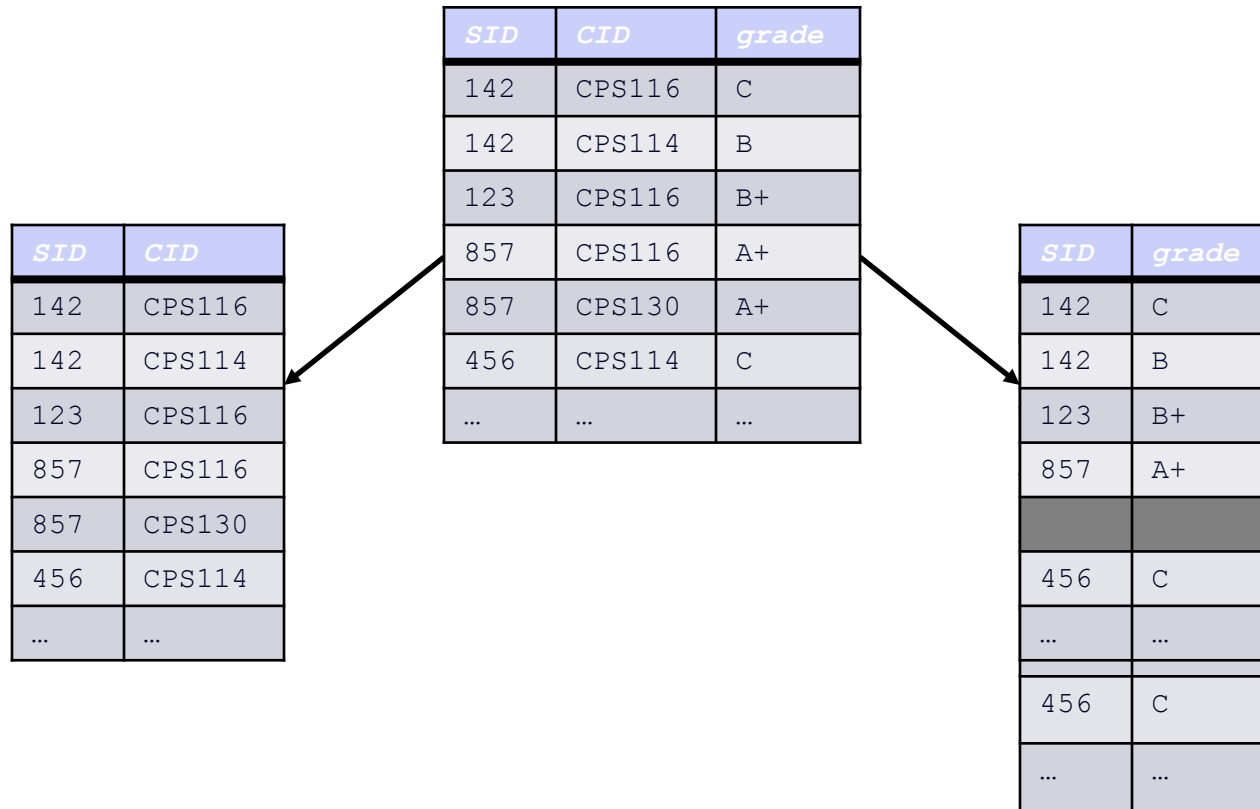 SID CID grade
142 CPS116 C
142 CPS114 B
123 CPS116 B+
857 CPS116 A+
857 CPS130 A+
456 CPS114 C
… … …
SID CID
142 CPS116
142 CPS114
123 CPS116
857 CPS116
857 CPS130
456 CPS114
… …
SID grade
142 C
142 B
123 B+
857 A+
456 C
… …
456 C
… …